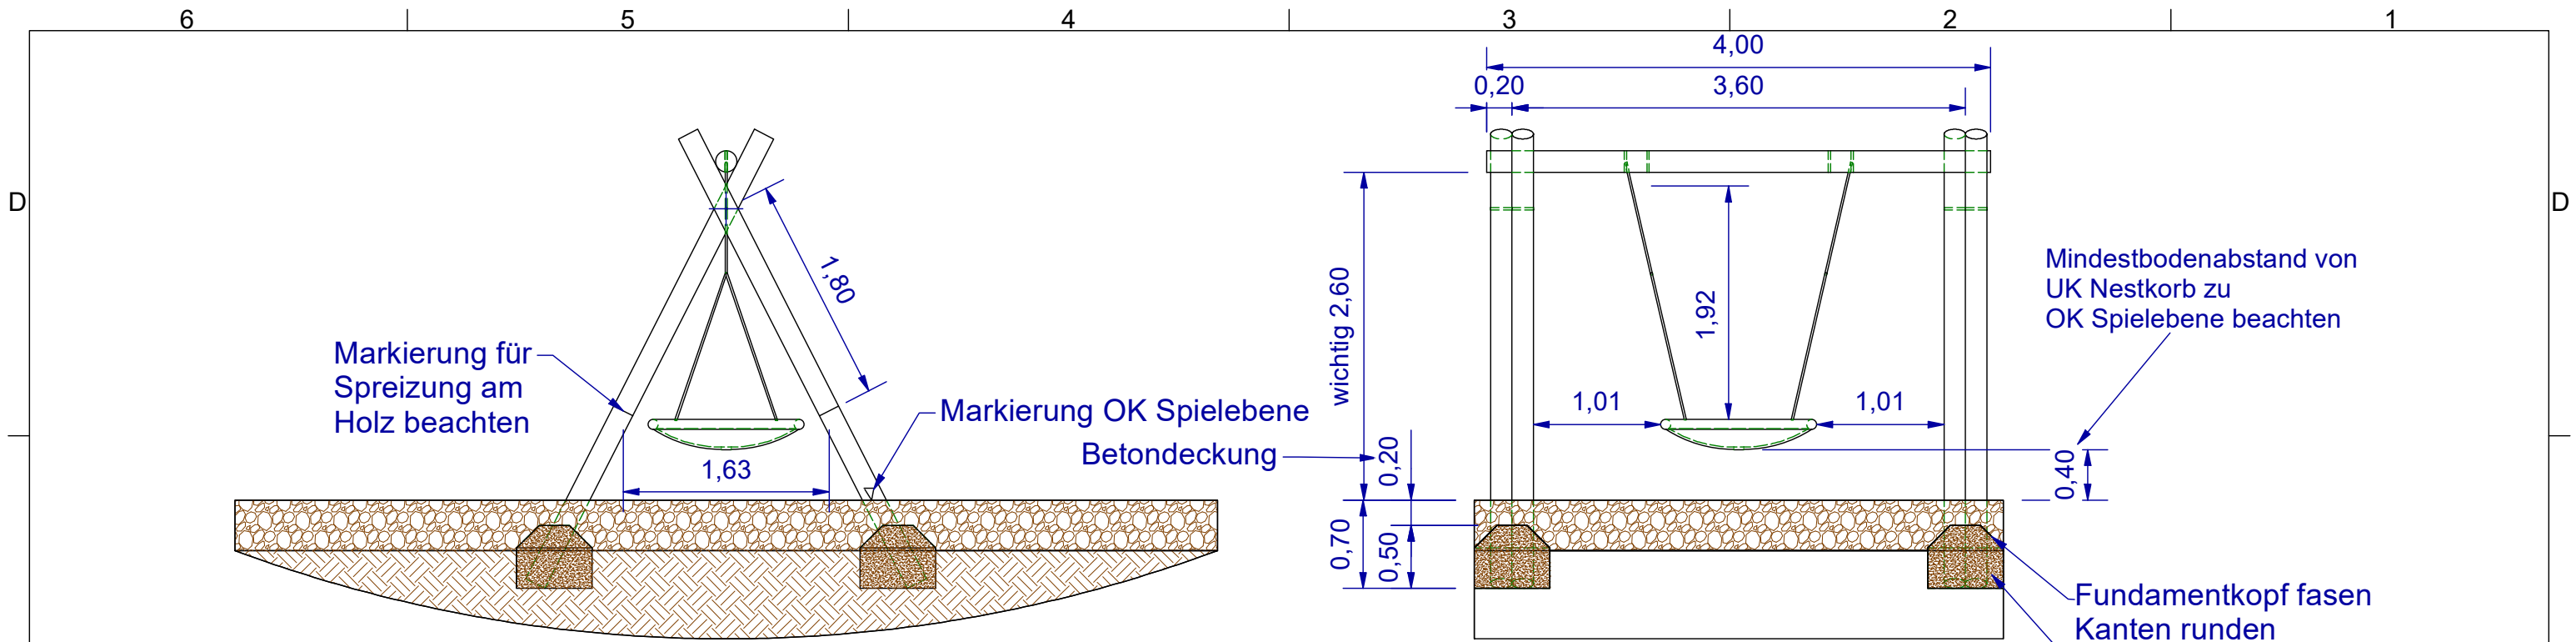 6
5
4
3
2
1
4,00
0,20
3,60
D
D
1,80
wichtig 2,60
1,92
Mindestbodenabstand von
UK Nestkorb zu
OK Spielebene beachten
Markierung für
Spreizung am
Holz beachten
Markierung OK Spielebene
1,01
1,01
Betondeckung
0,20
1,63
0,40
0,70
0,50
Fundamentkopf fasen
Kanten runden